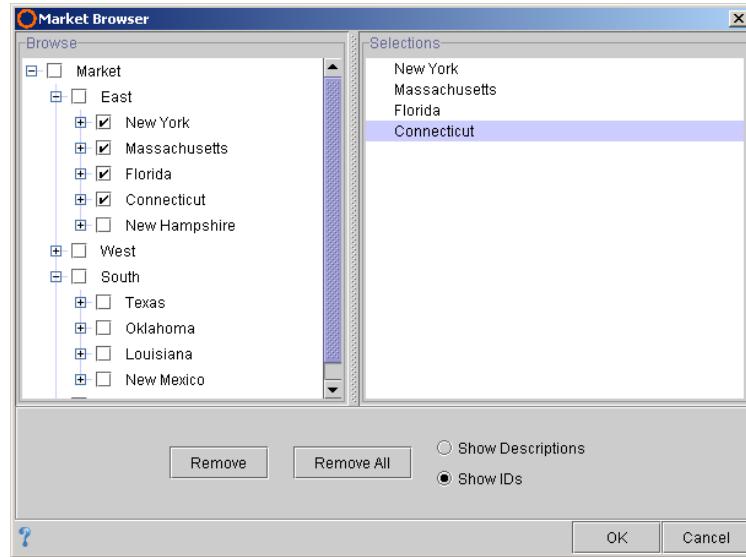 Market Browser
Browse
Market
East
New York
Massachusetts
Florida
Connecticut
New Hampshire
West
South
Texas
Oklahoma
Louisiana
New Mexico
Selections
New York
Massachusetts
Florida
Connecticut
Remove
Remove All
Show Descriptions
Show IDs
?
OK
Cancel